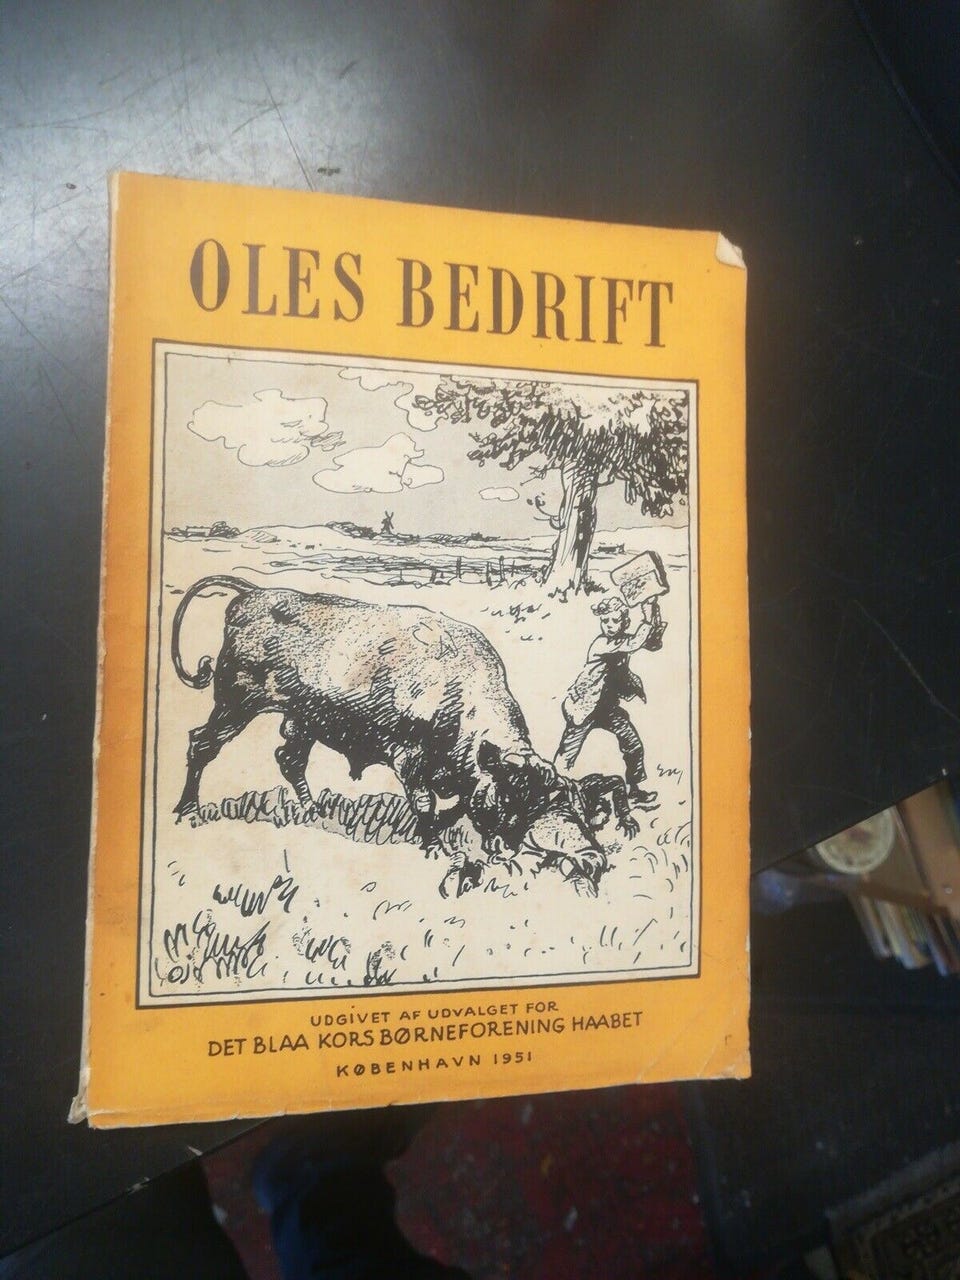 OLES BEDRIFT
UDGIVET AF UDVALGET FOR
DET BLAA KORS BØRNEFORENING HAABET
KØBENHAVN 1951